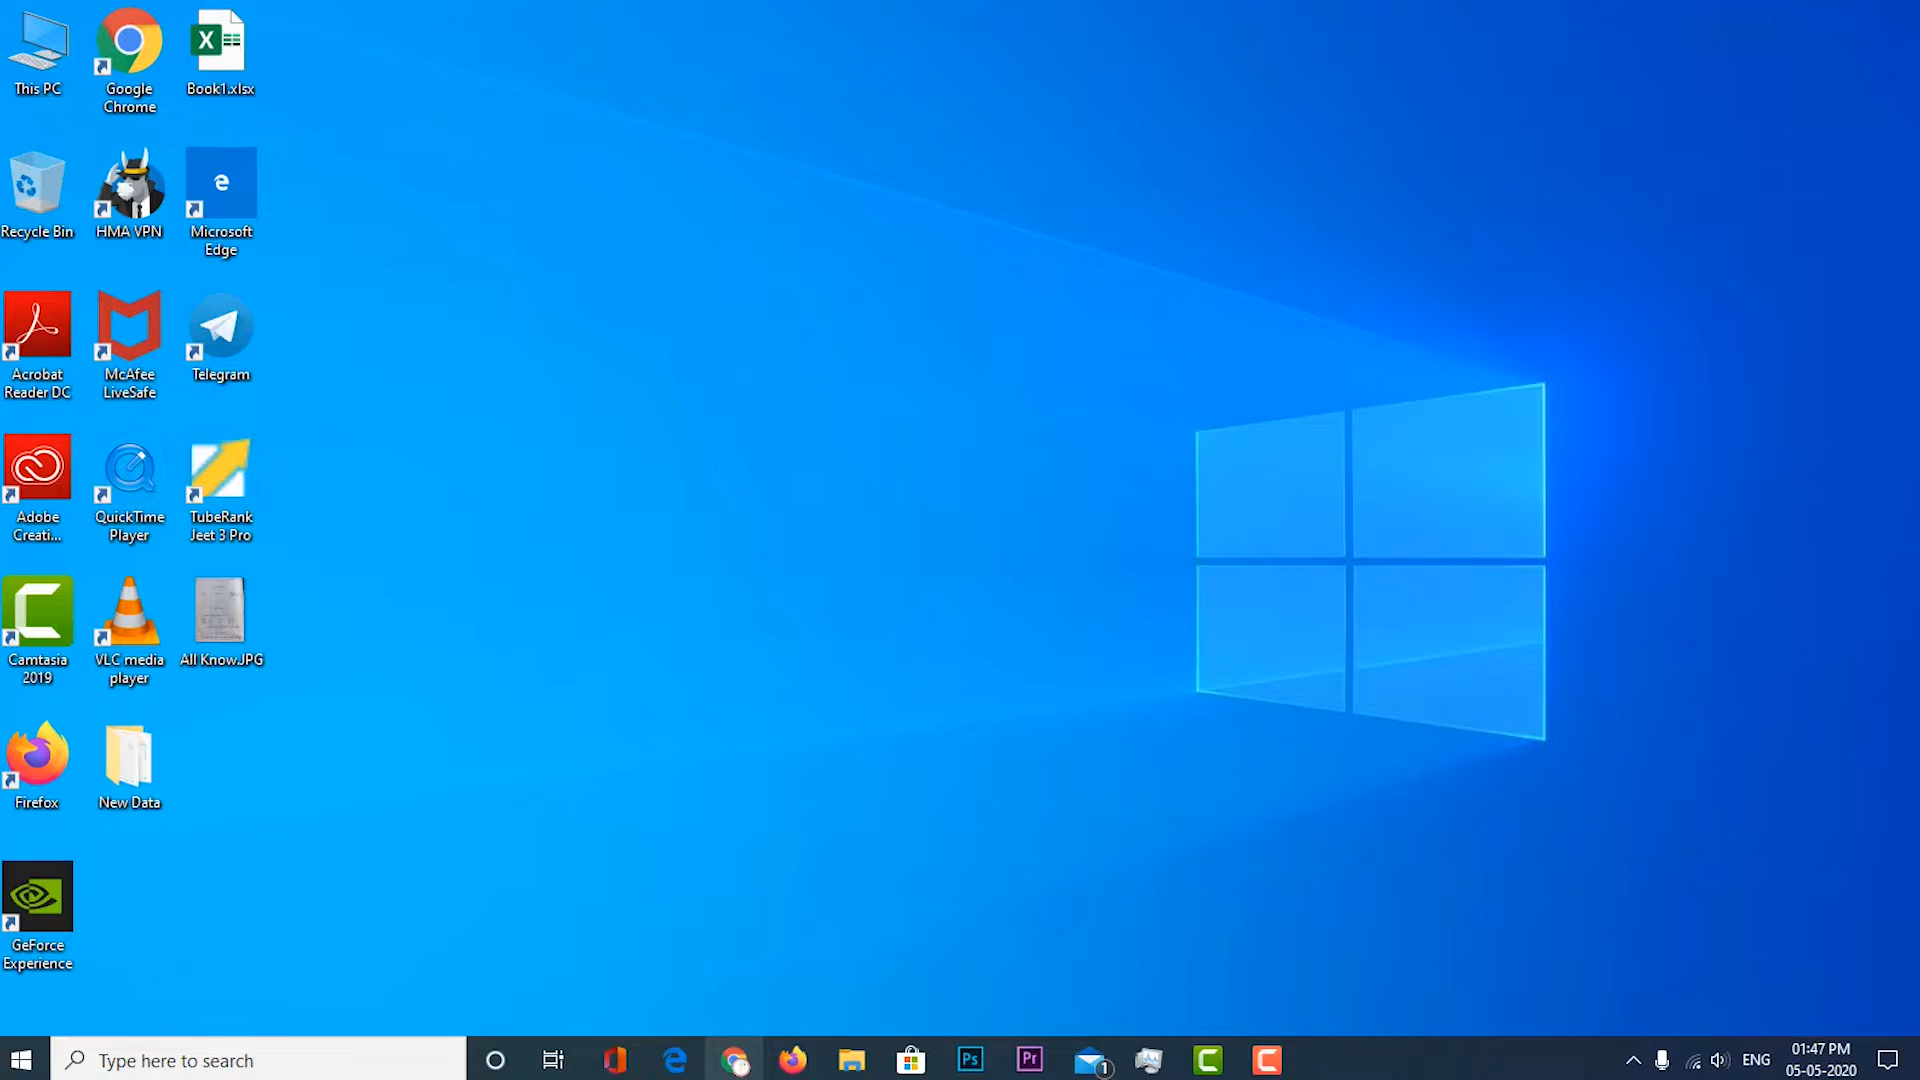 This PC
Google
Chrome
Book1.xlsx
Recycle Bin
HMA VPN
Microsoft
Edge
Acrobat
Reader DC
McAfee
LiveSafe
Telegram
Adobe
Creati...
QuickTime
Player
TubeRank
Jeet 3 Pro
Camtasia
2019
VLC media
player
All Know.JPG
Firefox
New Data
GeForce
Experience
Type here to search
Ps
Pr
1
ENG
01:47 PM
05-05-2020